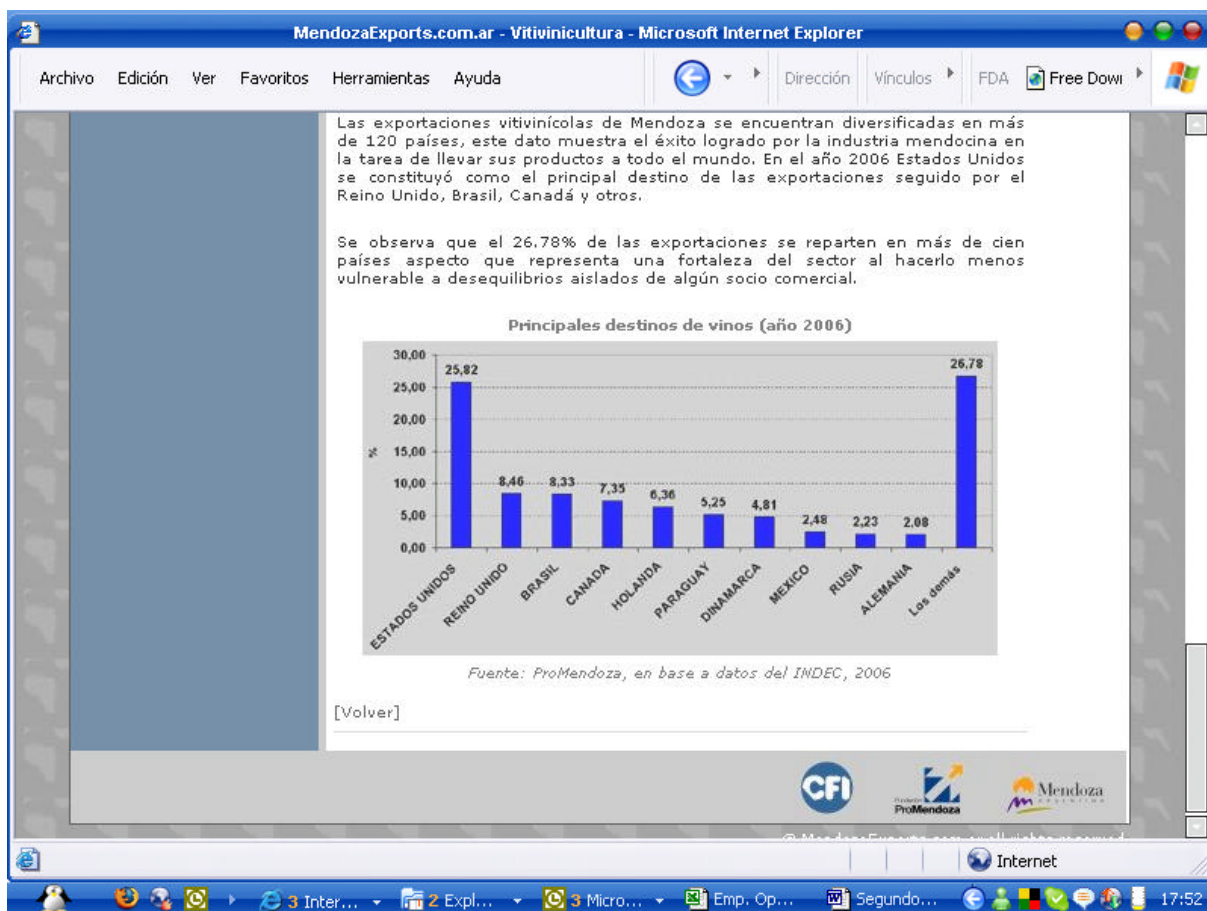 MendozaExports.com.ar - Vitivinicultura - Microsoft Internet Explorer
Archivo Edición Ver Favoritos Herramientas Ayuda Dirección Vínculos FDA Free Dowi
Las exportaciones vitivinícolas de Mendoza se encuentran diversificadas en más
de 120 países, este dato muestra el éxito logrado por la industria mendocina en
la tarea de llevar sus productos a todo el mundo. En el año 2006 Estados Unidos
se constituyó como el principal destino de las exportaciones seguido por el
Reino Unido, Brasil, Canadá y otros.
Se observa que el 26.78% de las exportaciones se reparten en más de cien
países aspecto que representa una fortaleza del sector al hacerlo menos
vulnerable a desequilibrios aislados de algún socio comercial.
Principales destinos de vinos (año 2006)
30,00
25,00
20,00
15,00
10,00
5,00
0,00
%
25,82
8,46
8,33
7,35
6,36
5,25
4,81
2,48
2,23
2,08
26,78
ESTADOS UNIDOS
REINO UNIDO
BRASIL
CANADA
HOLANDA
PARAGUAY
DINAMARCA
MEXICO
RUSIA
ALEMANIA
Los demás
Fuente: ProMendoza, en base a datos del INDEC, 2006
[Volver]
CFI
ProMendoza
Mendoza
Internet
3 Inter... 2 Expl... 3 Micro... Emp. Op... Segundo... 17:52